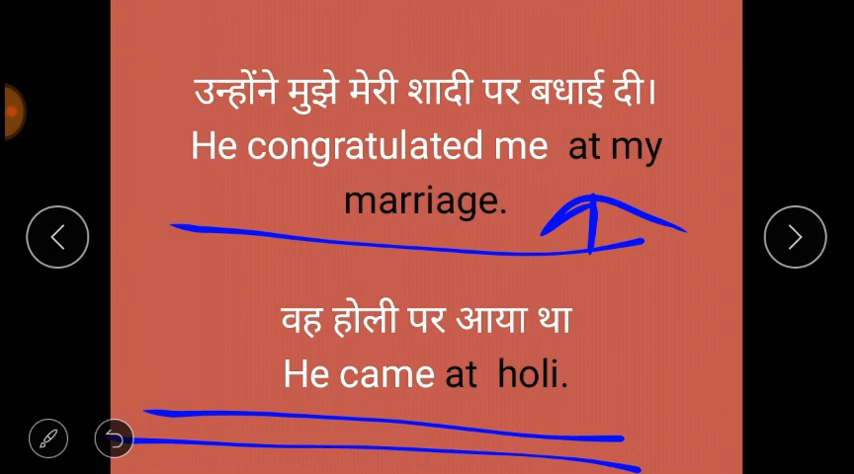 उन्होंने मुझे मेरी शादी पर बधाई दी।
He congratulated me at my
marriage.
वह होली पर आया था
He came at holi.